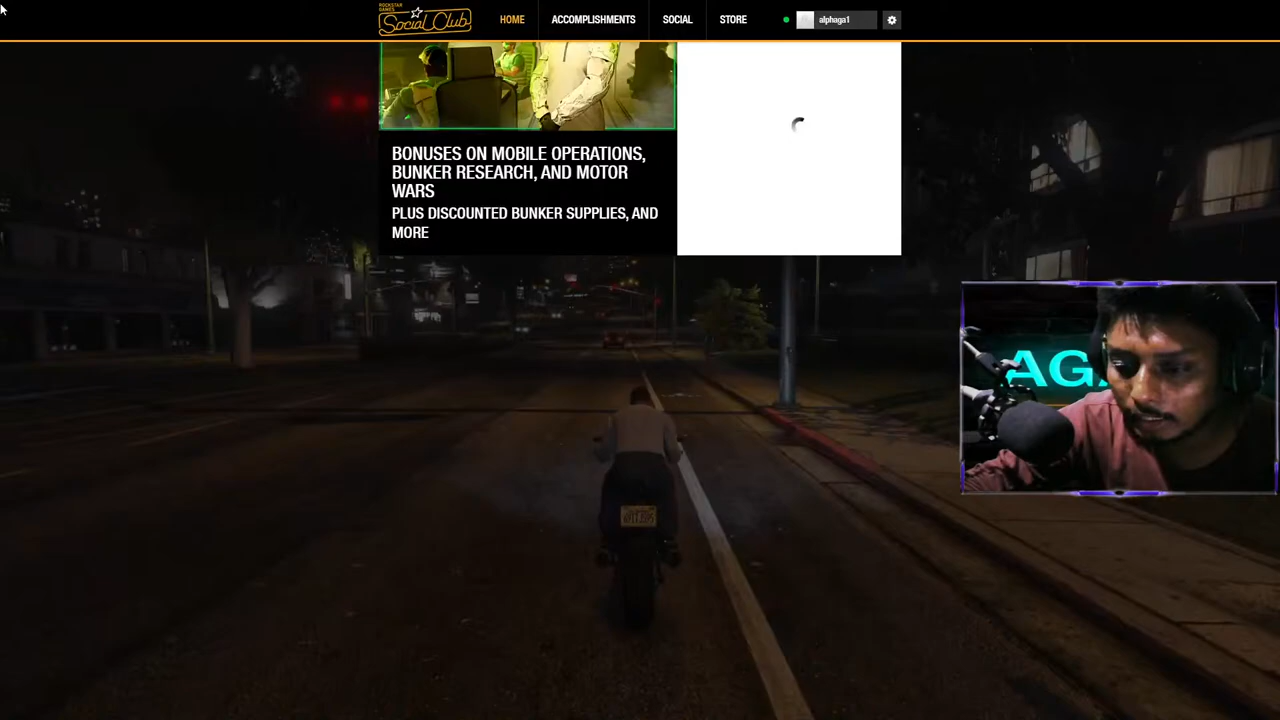 ROCKSTAR
GAMES
Social Club
HOME
ACCOMPLISHMENTS
SOCIAL
STORE
alphaga1
BONUSES ON MOBILE OPERATIONS,
BUNKER RESEARCH, AND MOTOR
WARS
PLUS DISCOUNTED BUNKER SUPPLIES, AND
MORE
AGA